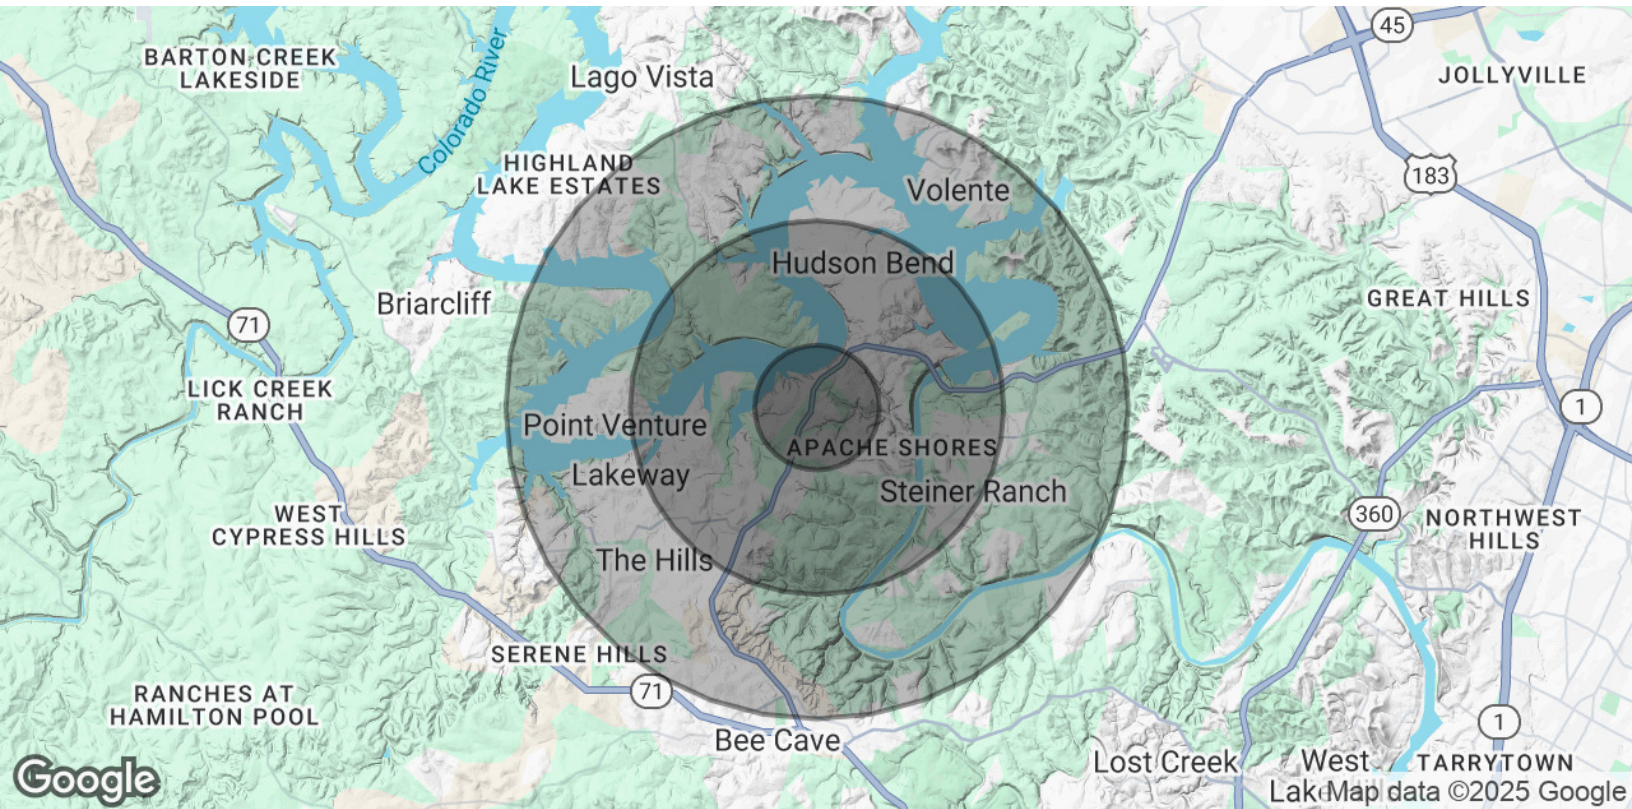 45
BARTON CREEK
LAKESIDE
Colorado River
Lago Vista
JOLLYVILLE
HIGHLAND
LAKE ESTATES
183
Volente
Hudson Bend
Briarcliff
GREAT HILLS
71
LICK CREEK
RANCH
1
Point Venture
APACHE SHORES
Lakeway
Steiner Ranch
WEST
CYPRESS HILLS
360
NORTHWEST
HILLS
The Hills
SERENE HILLS
71
RANCHES AT
HAMILTON POOL
1
Bee Cave
Lost Creek
West
TARRYTOWN
Google
Map data ©2025 Google